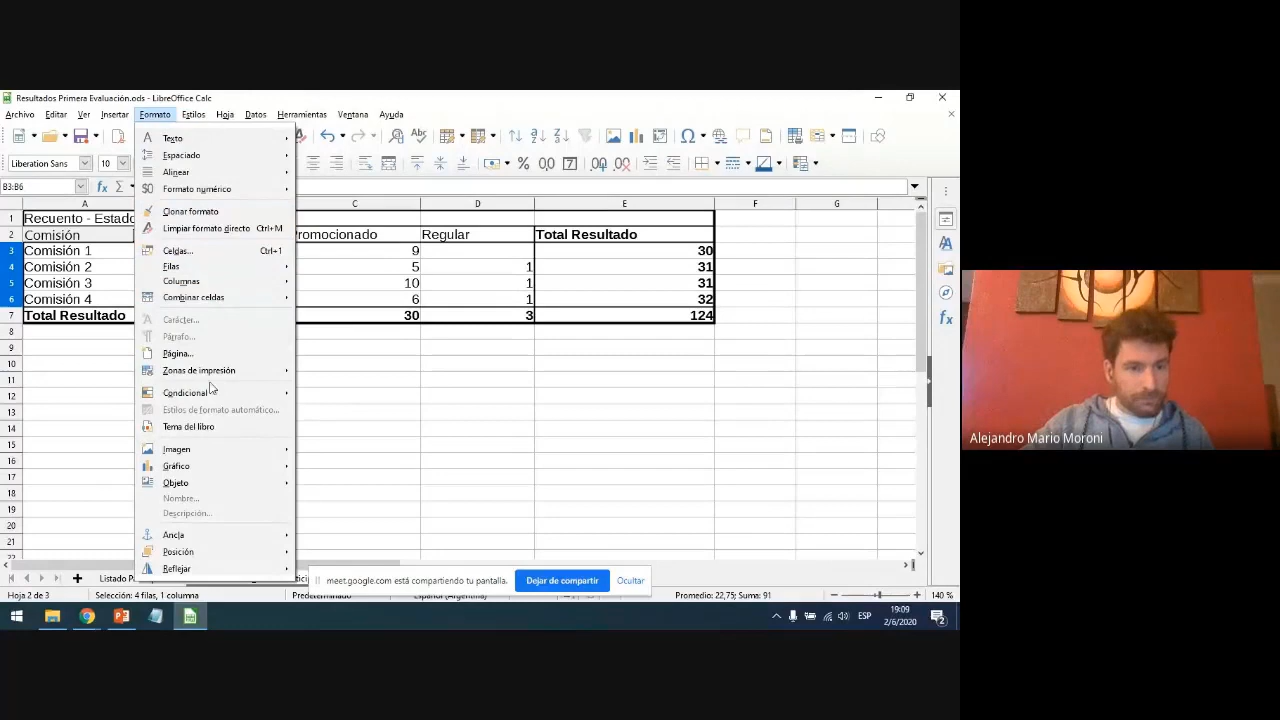 Resultados Primera Evaluación.ods - LibreOffice Calc
Archivo Editar Ver Insertar Formato Estilos Hoja Datos Herramientas Ventana Ayuda
Liberation Sans 10
B3:B6
Texto
Espaciado
Alinear
Formato numérico
Clonar formato
Limpiar formato directo Ctrl+M
Celdas... Ctrl+1
Filas
Columnas
Combinar celdas
Carácter...
Párrafo...
Página...
Zonas de impresión
Condicional
Estilos de formato automático...
Tema del libro
Imagen
Gráfico
Objeto
Nombre...
Descripción...
Ancla
Posición
Reflejar
A C D E F G
1 Recuento - Estado
2 Comisión Promocionado Regular Total Resultado
3 Comisión 1 9 30
4 Comisión 2 5 1 31
5 Comisión 3 10 1 31
6 Comisión 4 6 1 32
7 Total Resultado 30 3 124
8
9
10
11
12
13
14
15
16
17
18
19
20
21
22
Alejandro Mario Moroni
Listado
meet.google.com está compartiendo tu pantalla. Dejar de compartir Ocultar
Hoja 2 de 3 Selección: 4 filas, 1 columna Predeterminado Español (Argentina) Promedio: 22,75; Suma: 91 140 %
ESP
19:09
2/6/2020
2